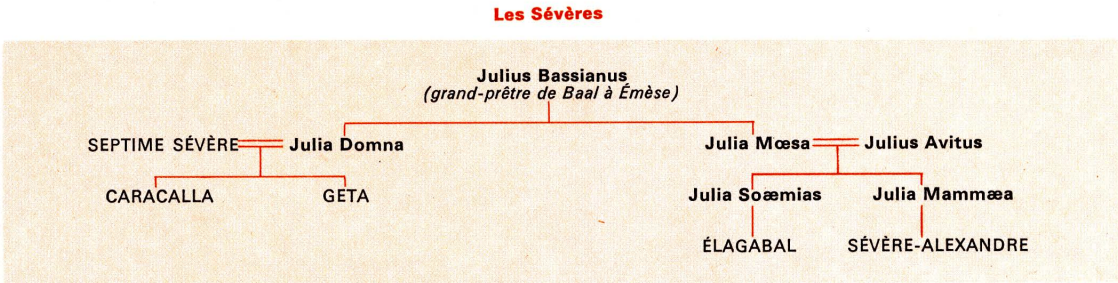 Les Sévères
Julius Bassianus
(grand-prêtre de Baal à Émèse)
SEPTIME SÉVÈRE Julia Domna Julia Mœsa Julius Avitus
CARACALLA GETA Julia Soæmias Julia Mammæa
ÉLAGABAL SÉVÈRE-ALEXANDRE